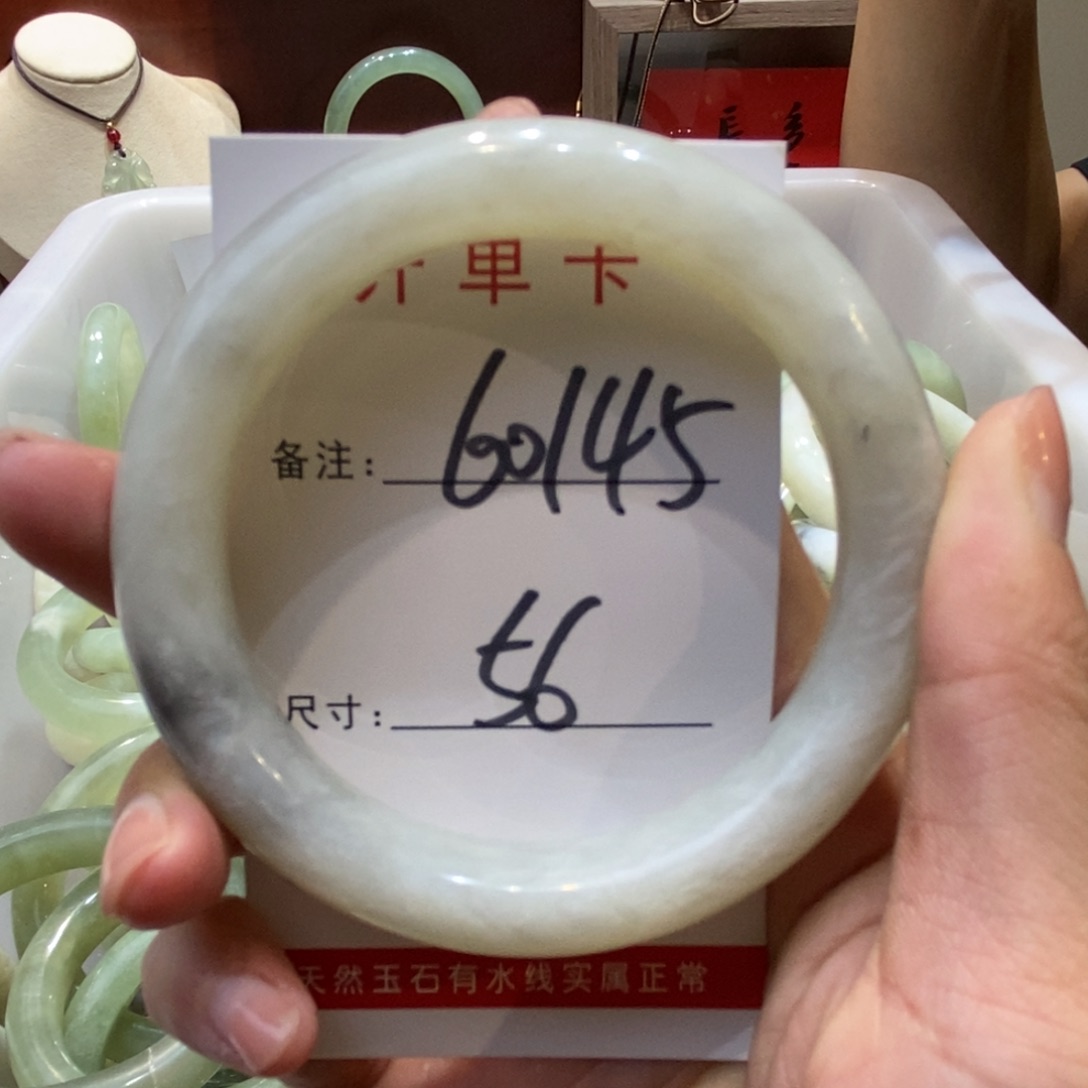 开单卡
备注: 60145
尺寸: 56
天然玉石有水线实属正常